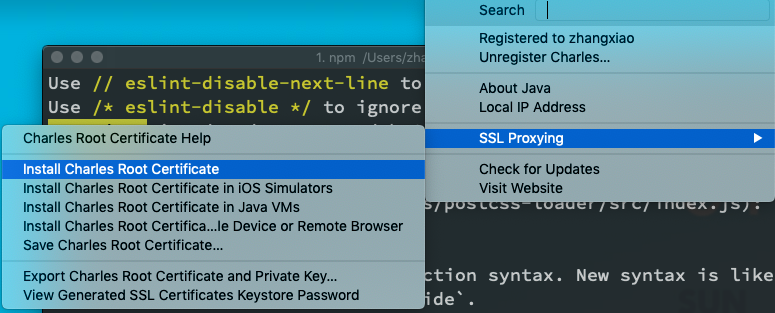 Search
Registered to zhangxiao
Unregister Charles...
About Java
Local IP Address
SSL Proxying
Check for Updates
Visit Website
Charles Root Certificate Help
Install Charles Root Certificate
Install Charles Root Certificate in iOS Simulators
Install Charles Root Certificate in Java VMs
Install Charles Root Certifica...le Device or Remote Browser
Save Charles Root Certificate...
Export Charles Root Certificate and Private Key...
View Generated SSL Certificates Keystore Password
1. npm /Users/zha
Use // eslint-disable-next-line to
Use /* eslint-disable */ to ignore
s/postcss-loader/src/index.js):
ction syntax. New syntax is like
ide`.
SUN